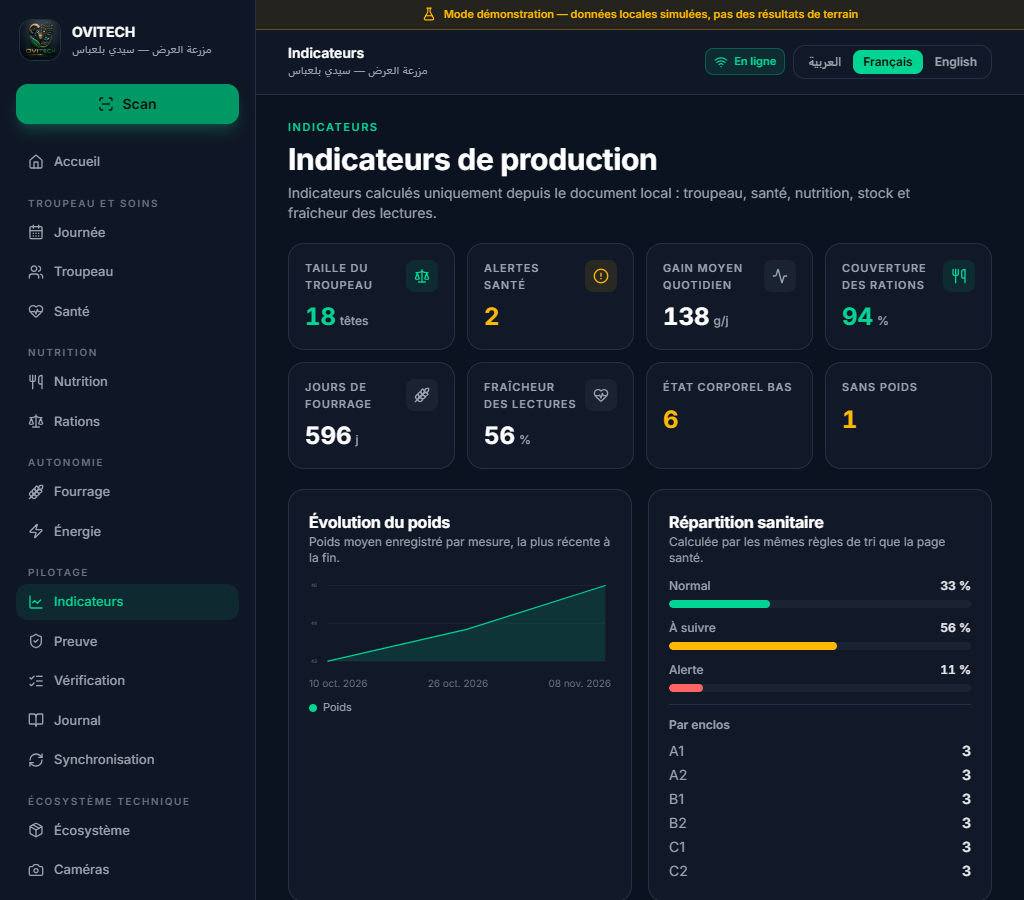 Mode démonstration — données locales simulées, pas des résultats de terrain
OVITECH
مزرعة العرض — سيدي بلعباس
Scan
Accueil
TROUPEAU ET SOINS
Journée
Troupeau
Santé
NUTRITION
Nutrition
Rations
AUTONOMIE
Fourrage
Énergie
PILOTAGE
Indicateurs
Preuve
Vérification
Journal
Synchronisation
ÉCOSYSTÈME TECHNIQUE
Écosystème
Caméras
Indicateurs
مزرعة العرض — سيدي بلعباس
En ligne
العربية
Français
English
INDICATEURS
Indicateurs de production
Indicateurs calculés uniquement depuis le document local : troupeau, santé, nutrition, stock et
fraîcheur des lectures.
TAILLE DU
TROUPEAU
18 têtes
ALERTES
SANTÉ
2
GAIN MOYEN
QUOTIDIEN
138 g/j
COUVERTURE
DES RATIONS
94 %
JOURS DE
FOURRAGE
596 j
FRAÎCHEUR
DES LECTURES
56 %
ÉTAT CORPOREL BAS
6
SANS POIDS
1
Évolution du poids
Poids moyen enregistré par mesure, la plus récente à
la fin.
10 oct. 2026
26 oct. 2026
08 nov. 2026
Poids
Répartition sanitaire
Calculée par les mêmes règles de tri que la page
santé.
Normal 33 %
À suivre 56 %
Alerte 11 %
Par enclos
A1 3
A2 3
B1 3
B2 3
C1 3
C2 3